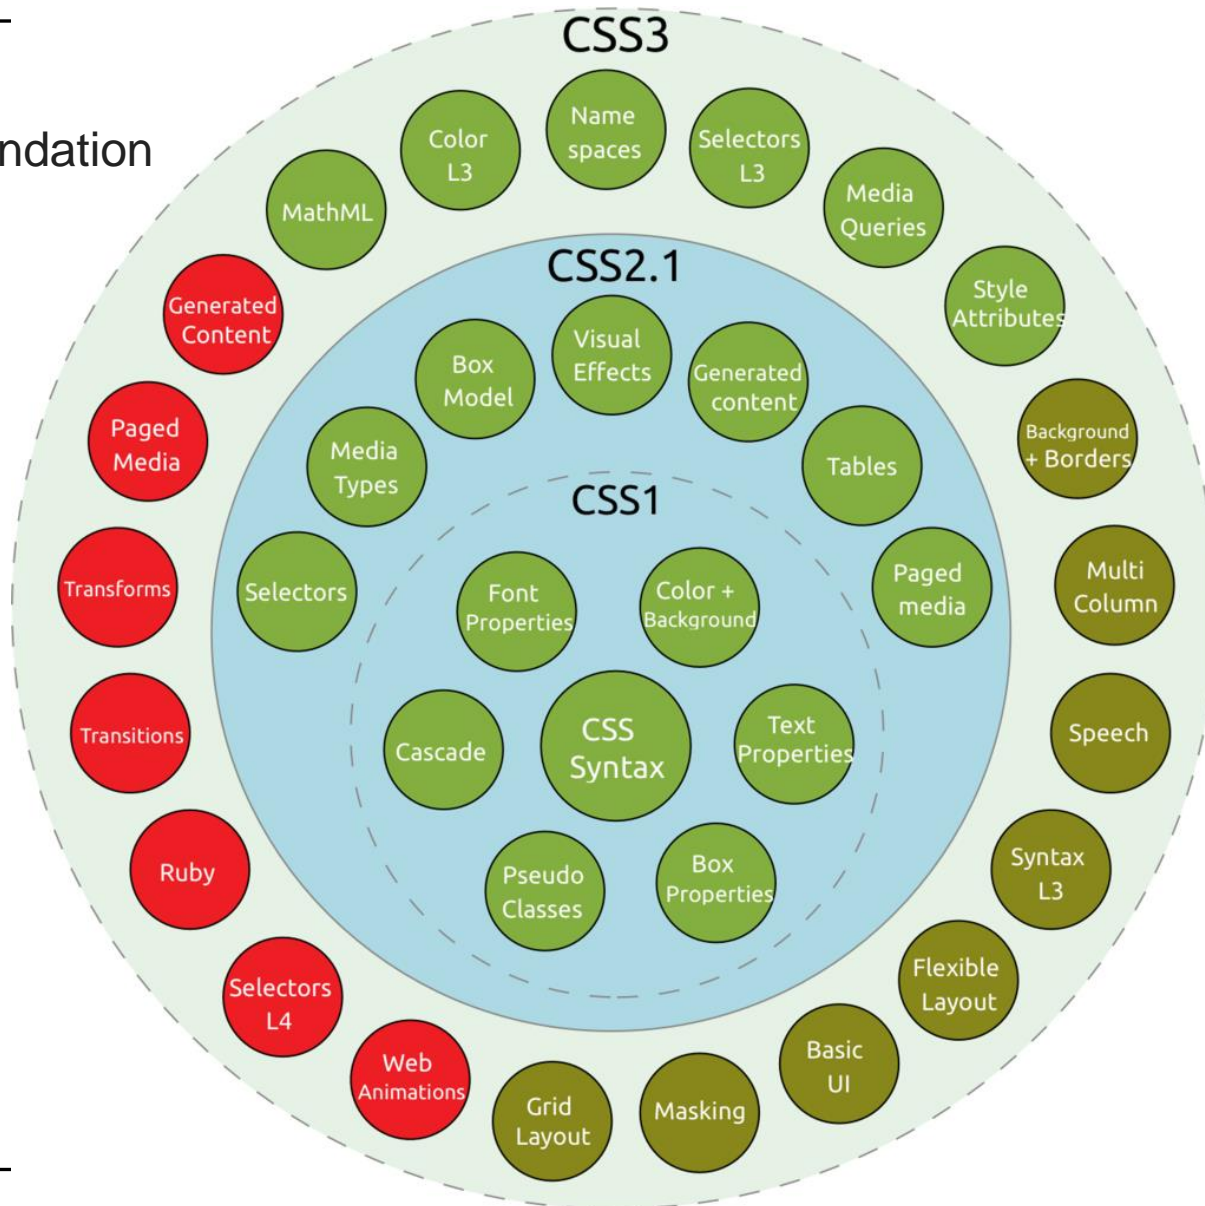 CSS3
ndation
Name
spaces
Selectors
L3
Media
Queries
Style
Attributes
Background
+ Borders
Multi
Column
Speech
Syntax
L3
Flexible
Layout
Basic
UI
Masking
Grid
Layout
Web
Animations
Selectors
L4
Ruby
Transitions
Transforms
Paged
Media
Generated
Content
MathML
Color
L3
CSS2.1
Selectors
Media
Types
Box
Model
Visual
Effects
Generated
content
Tables
Paged
media
CSS1
Font
Properties
Color +
Background
Cascade
CSS
Syntax
Text
Properties
Pseudo
Classes
Box
Properties